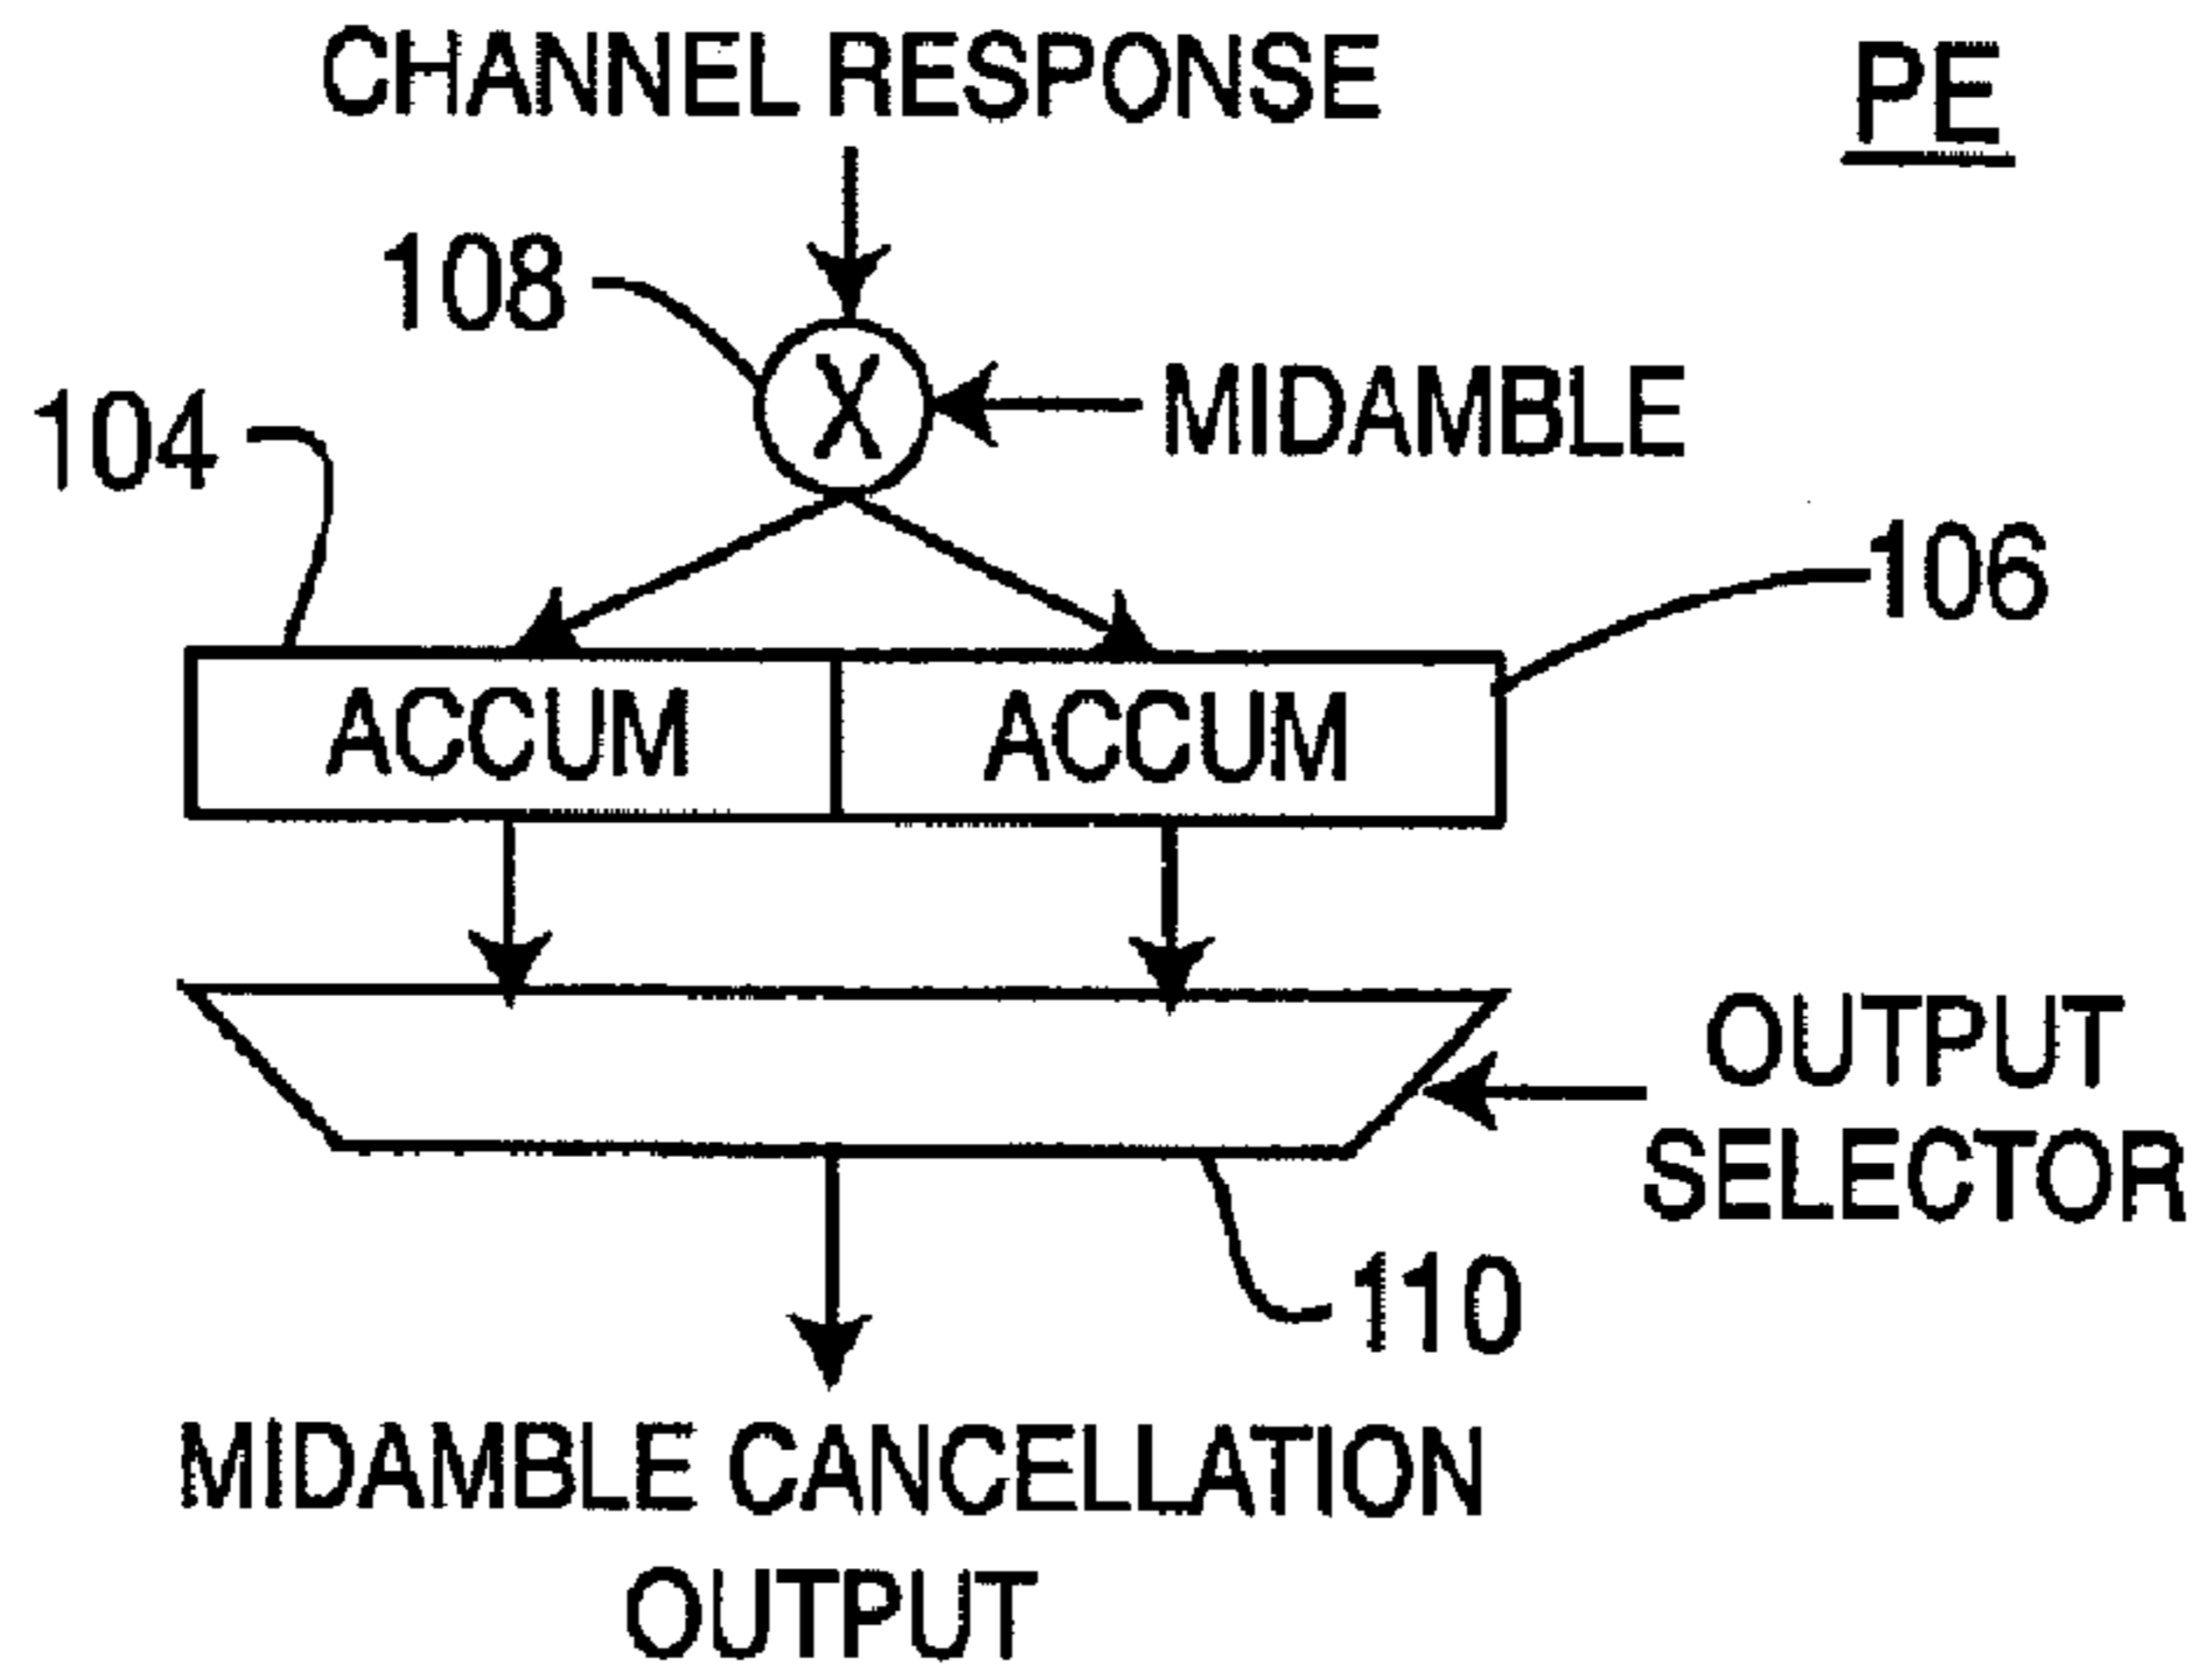 CHANNEL RESPONSE
PE
108
X
MIDAMBLE
104
106
ACCUM
ACCUM
OUTPUT
SELECTOR
110
MIDAMBLE CANCELLATION
OUTPUT